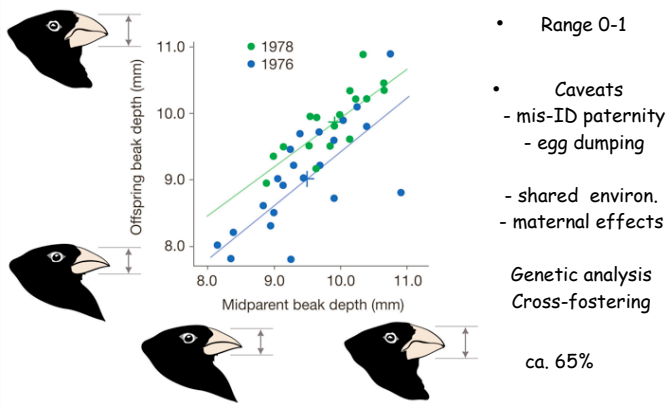 1978
1976
11.0
10.0
9.0
8.0
Offspring beak depth (mm)
8.0 9.0 10.0 11.0
Midparent beak depth (mm)
• Range 0-1
• Caveats
- mis-ID paternity
- egg dumping
- shared environ.
- maternal effects
Genetic analysis
Cross-fostering
ca. 65%